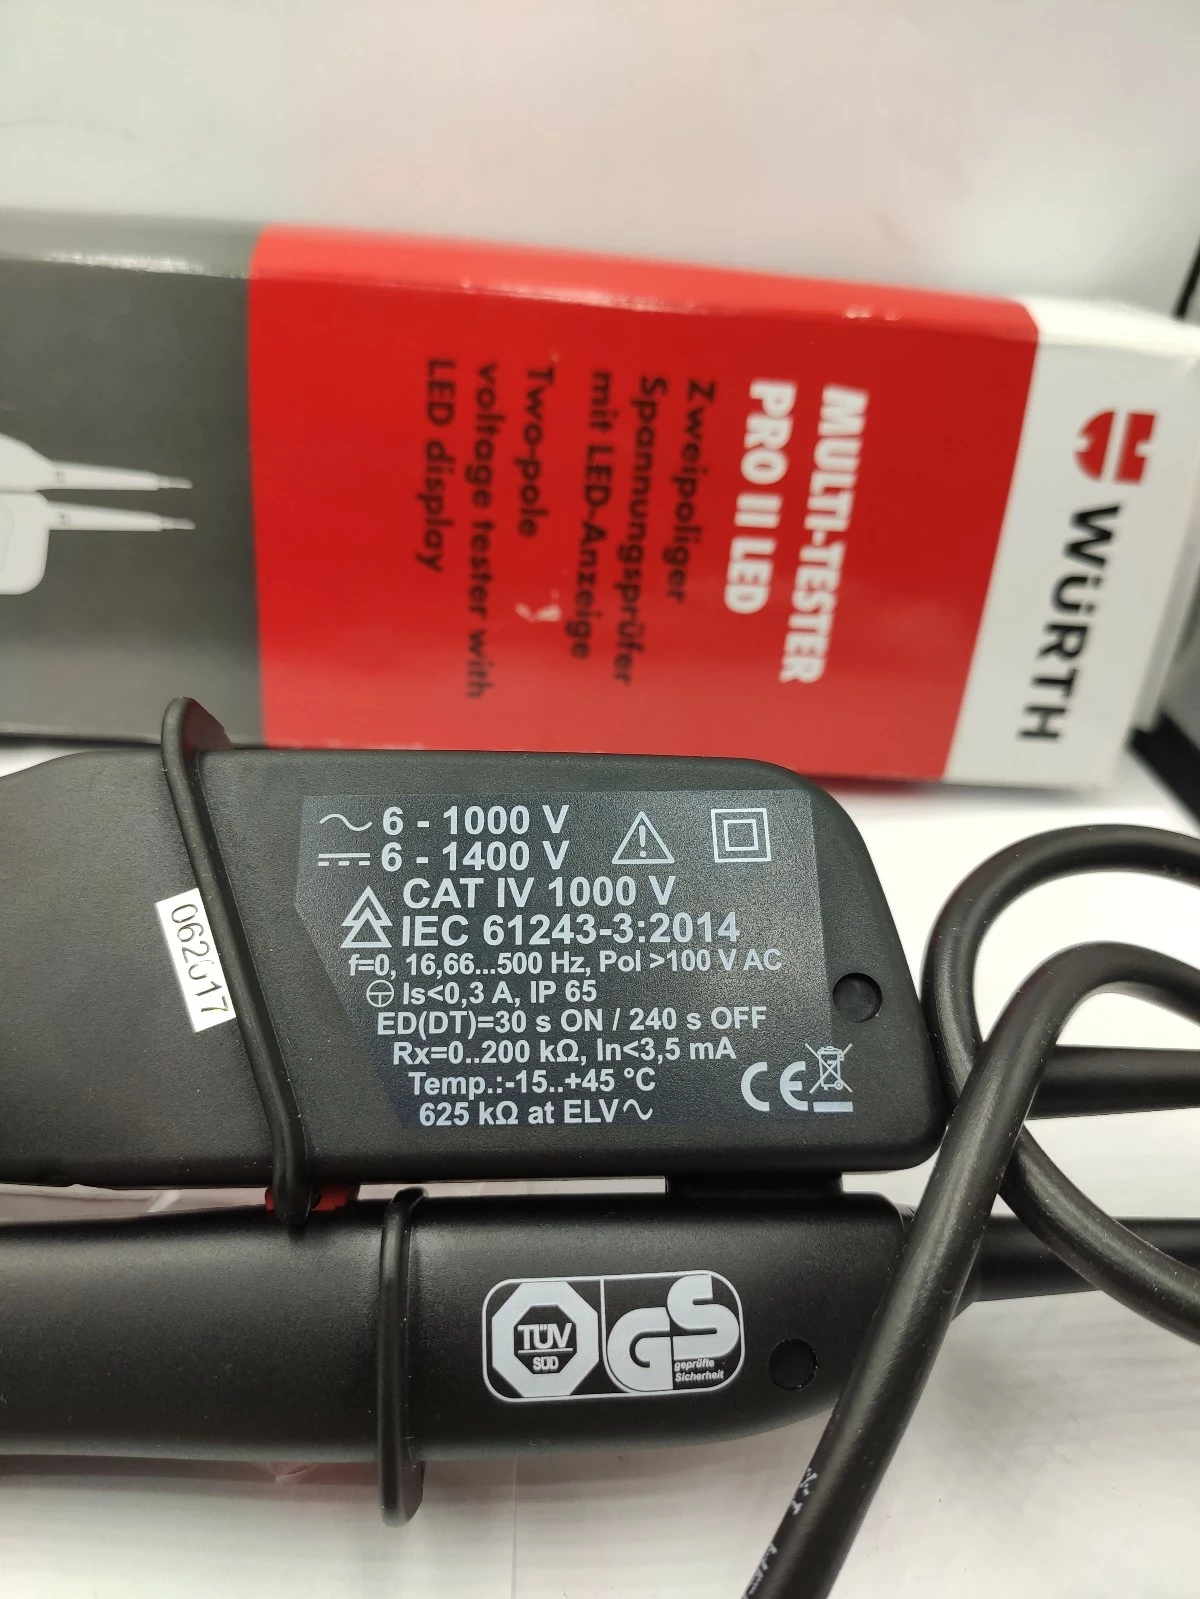 WÜRTH
MULTI-TESTER
PRO II LED
Zweipoliger
Spannungsprüfer
mit LED-Anzeige
Two-pole
voltage tester with
LED display
6 - 1000 V
6 - 1400 V
CAT IV 1000 V
IEC 61243-3:2014
f=0, 16,66...500 Hz, Pol >100 V AC
Is<0,3 A, IP 65
ED(DT)=30 s ON / 240 s OFF
Rx=0..200 kΩ, In<3,5 mA
Temp.:-15..+45 °C
625 kΩ at ELV~
CE
062017
TÜV
SÜD
GS
geprüfte
Sicherheit